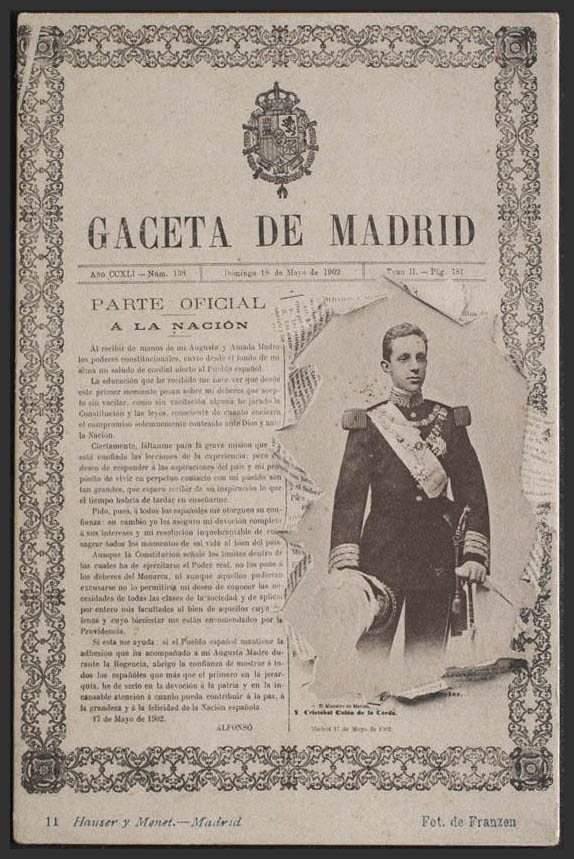 GACETA DE MADRID
Año CCXLI — Núm. 138 Domingo 18 de Mayo de 1902 Tomo II. — Pág. 781
PARTE OFICIAL
A LA NACIÓN
Al recibir de manos de mi Augusta y Amada Madre
los poderes constitucionales, envío desde el fondo de mi
alma un saludo de cordial afecto al Pueblo español.
La educación que he recibido me hace ver que desde
este primer momento pesan sobre mí deberes que acep-
to sin vacilar, como sin vacilación alguna he jurado la
Constitución y las leyes, consciente de cuanto encierra
el compromiso solemnemente contraído ante Dios y ante
la Nación.
Ciertamente, fáltanme para la grave misión que
está confiada las lecciones de la experiencia; pero
deseo de responder á las aspiraciones del país y mi pro
pósito de vivir en perpetuo contacto con mi pueblo son
tan grandes, que espero recibir de su inspiración lo que
el tiempo habría de tardar en enseñarme.
Pido, pues, á todos los españoles me otorguen su con-
fianza: en cambio yo les aseguro mi devoción completa
á sus intereses y mi resolución inquebrantable de con
sagrar todos los momentos de mi vida al bien del país.
Aunque la Constitución señale los límites dentro de
los cuales ha de ejercitarse el Poder real, no los pone á
los deberes del Monarca, ni aunque aquellos pudieran
excusarse no lo permitiría mi deseo de conocer las ne-
cesidades de todas las clases de la sociedad y de aplicar
por entero mis facultades al bien de aquellos cuya de
fensa y cuyo bienestar me están encomendados por la
Providencia.
Si esta me ayuda; si el Pueblo español mantiene la
adhesión que ha acompañado á mi Augusta Madre du-
rante la Regencia, abrigo la confianza de mostrar á to-
dos los españoles que más que el primero en la jerar-
quía, he de serlo en la devoción á la patria y en la in-
cansable atención á cuanto pueda contribuir á la paz, á
la grandeza y á la felicidad de la Nación española.
17 de Mayo de 1902.
ALFONSO
El Ministro de Marina,
Cristóbal Colón de la Cerda.
Madrid 17 de Mayo de 1902.
11 Hauser y Menet.—Madrid
Fot. de Franzen